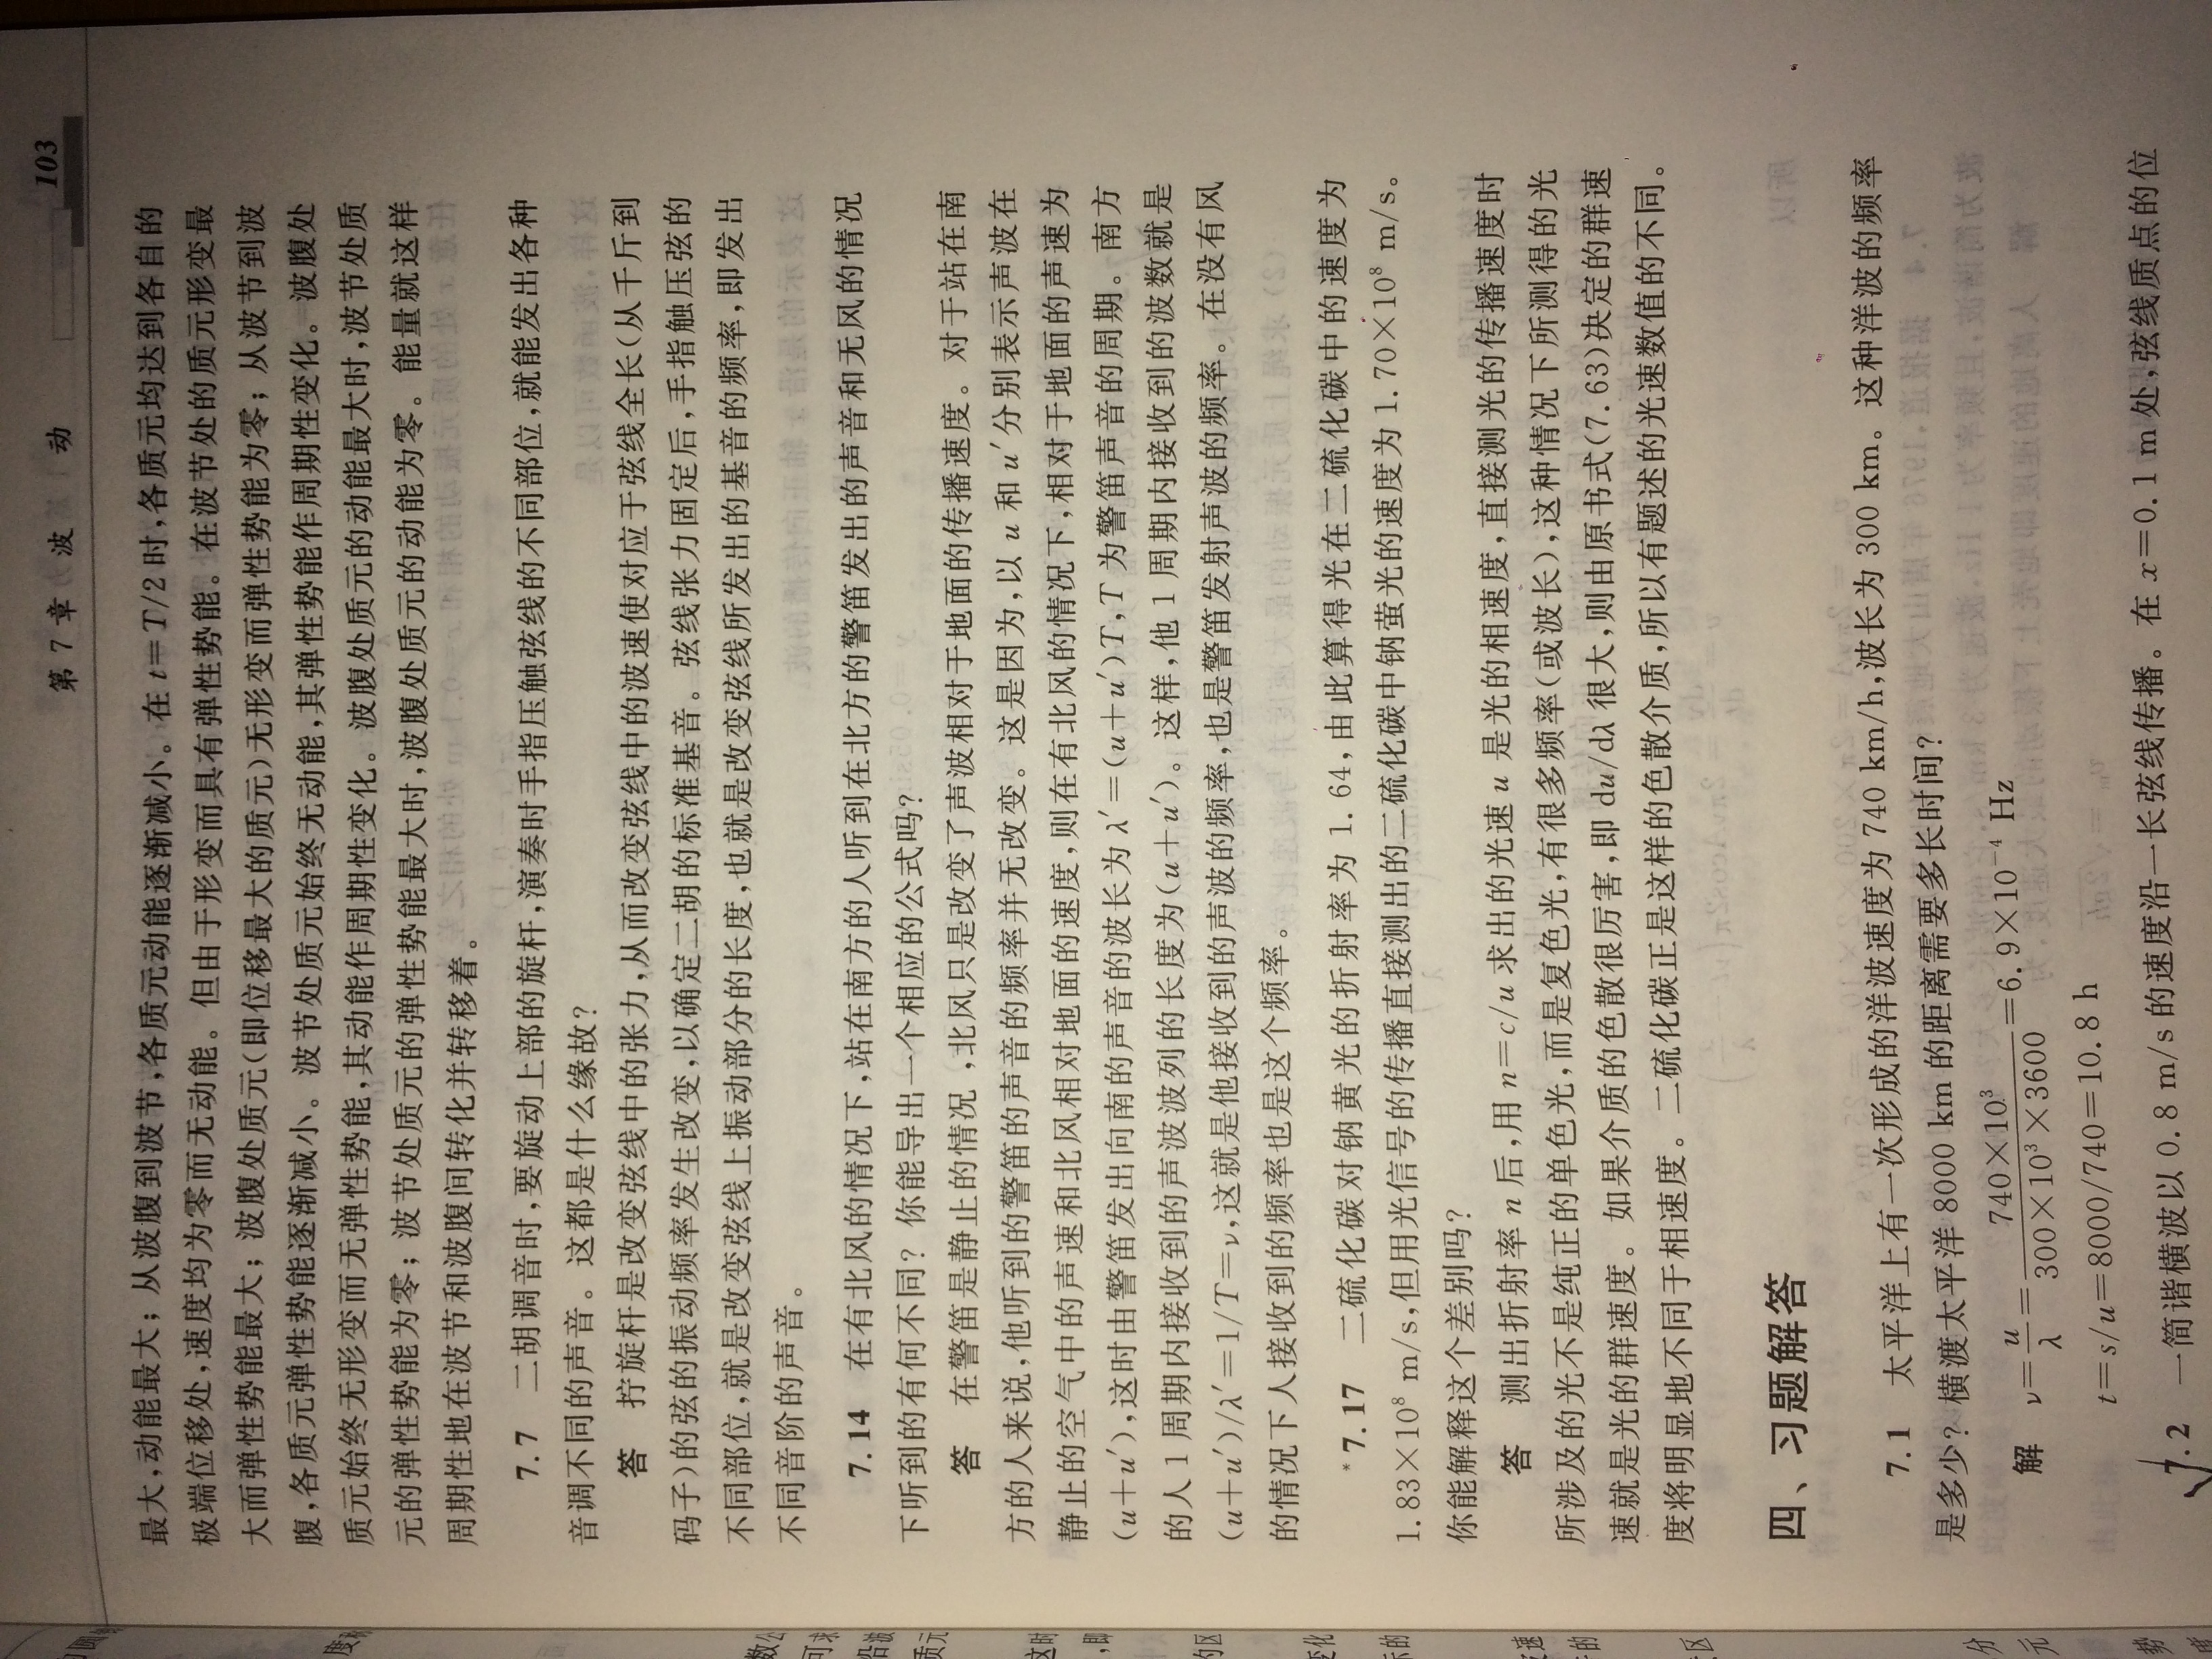 第7章 波 动
103
最大,动能最大；从波腹到波节,各质元动能逐渐减小。在 t=T/2 时,各质元均达到各自的
极端位移处,速度均为零而无动能。但由于形变而具有弹性势能。在波节处的质元形变最
大而弹性势能最大；波腹处质元(即位移最大的质元)无形变而弹性势能为零；从波节到波
腹,各质元弹性势能逐渐减小。波节处质元始终无动能,其弹性势能作周期性变化。波腹处
质元始终无形变而无弹性势能,其动能作周期性变化。波腹处质元的动能最大时,波节处质
元的弹性势能为零；波节处质元的弹性势能最大时,波腹处质元的动能为零。能量就这样
周期性地在波节和波腹间转化并转移着。
7.7 二胡调音时,要旋动上部的旋杆,演奏时手指压触弦线的不同部位,就能发出各种
音调不同的声音。这都是什么缘故?
答 拧旋杆是改变弦线中的张力,从而改变弦线中的波速使对应于弦线全长(从千斤到
码子)的弦的振动频率发生改变,以确定二胡的标准基音。弦线张力固定后,手指触压弦的
不同部位,就是改变弦线上振动部分的长度,也就是改变弦线所发出的基音的频率,即发出
不同音阶的声音。
7.14 在有北风的情况下,站在南方的人听到在北方的警笛发出的声音和无风的情况
下听到的有何不同? 你能导出一个相应的公式吗?
答 在警笛是静止的情况 ,北风只是改变了声波相对于地面的传播速度。对于站在南
方的人来说,他听到的警笛的声音的频率并无改变。这是因为,以 u 和 u′分别表示声波在
静止的空气中的声速和北风相对地面的速度,则在有北风的情况下,相对于地面的声速为
(u+u′),这时由警笛发出向南的声音的波长为 λ′=(u+u′)T,T 为警笛声音的周期。南方
的人 1 周期内接收到的声波波列的长度为(u+u′)。这样,他 1 周期内接收到的波数就是
(u+u′)/λ′=1/T=ν,这就是他接收到的声波的频率,也是警笛发射声波的频率。在没有风
的情况下人接收到的频率也是这个频率。
*7.17 二硫化碳对钠黄光的折射率为 1.64,由此算得光在二硫化碳中的速度为
1.83×10⁸ m/s,但用光信号的传播直接测出的二硫化碳中钠萤光的速度为 1.70×10⁸ m/s。
你能解释这个差别吗?
答 测出折射率 n 后,用 n=c/u 求出的光速 u 是光的相速度,直接测光的传播速度时
所涉及的光不是纯正的单色光,而是复色光,有很多频率(或波长),这种情况下所测得的光
速就是光的群速度。如果介质的色散很厉害,即 du/dλ 很大,则由原书式(7.63)决定的群速
度将明显地不同于相速度。二硫化碳正是这样的色散介质,所以有题述的光速数值的不同。
四、习题解答
7.1 太平洋上有一次形成的洋波速度为 740 km/h,波长为 300 km。这种洋波的频率
是多少? 横渡太平洋 8000 km 的距离需要多长时间?
解 ν=u/λ=740×10³/300×10³×3600=6.9×10⁻⁴ Hz
t=s/u=8000/740=10.8 h
7.2 一简谐横波以 0.8 m/s 的速度沿一长弦线传播。在 x=0.1 m 处,弦线质点的位